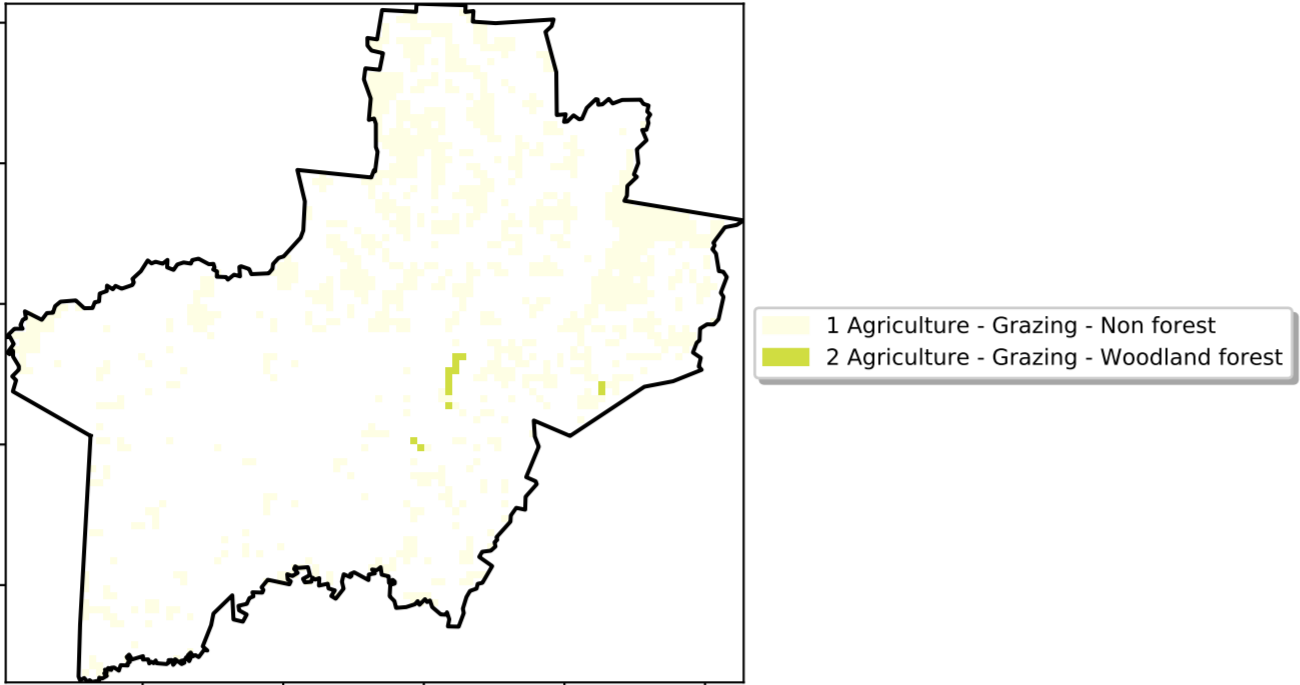 1 Agriculture - Grazing - Non forest
2 Agriculture - Grazing - Woodland forest